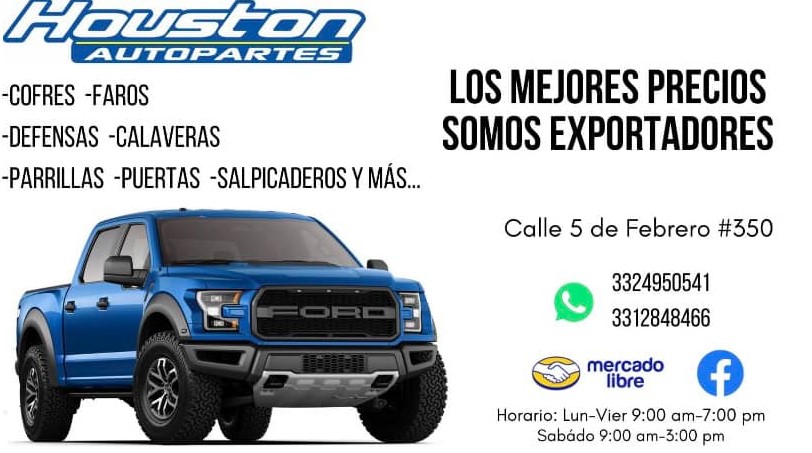 Houston
AUTOPARTES
-COFRES -FAROS
-DEFENSAS -CALAVERAS
-PARRILLAS -PUERTAS -SALPICADEROS Y MÁS...
LOS MEJORES PRECIOS
SOMOS EXPORTADORES
Calle 5 de Febrero #350
3324950541
3312848466
mercado
libre
Horario: Lun-Vier 9:00 am-7:00 pm
Sabádo 9:00 am-3:00 pm
FORD